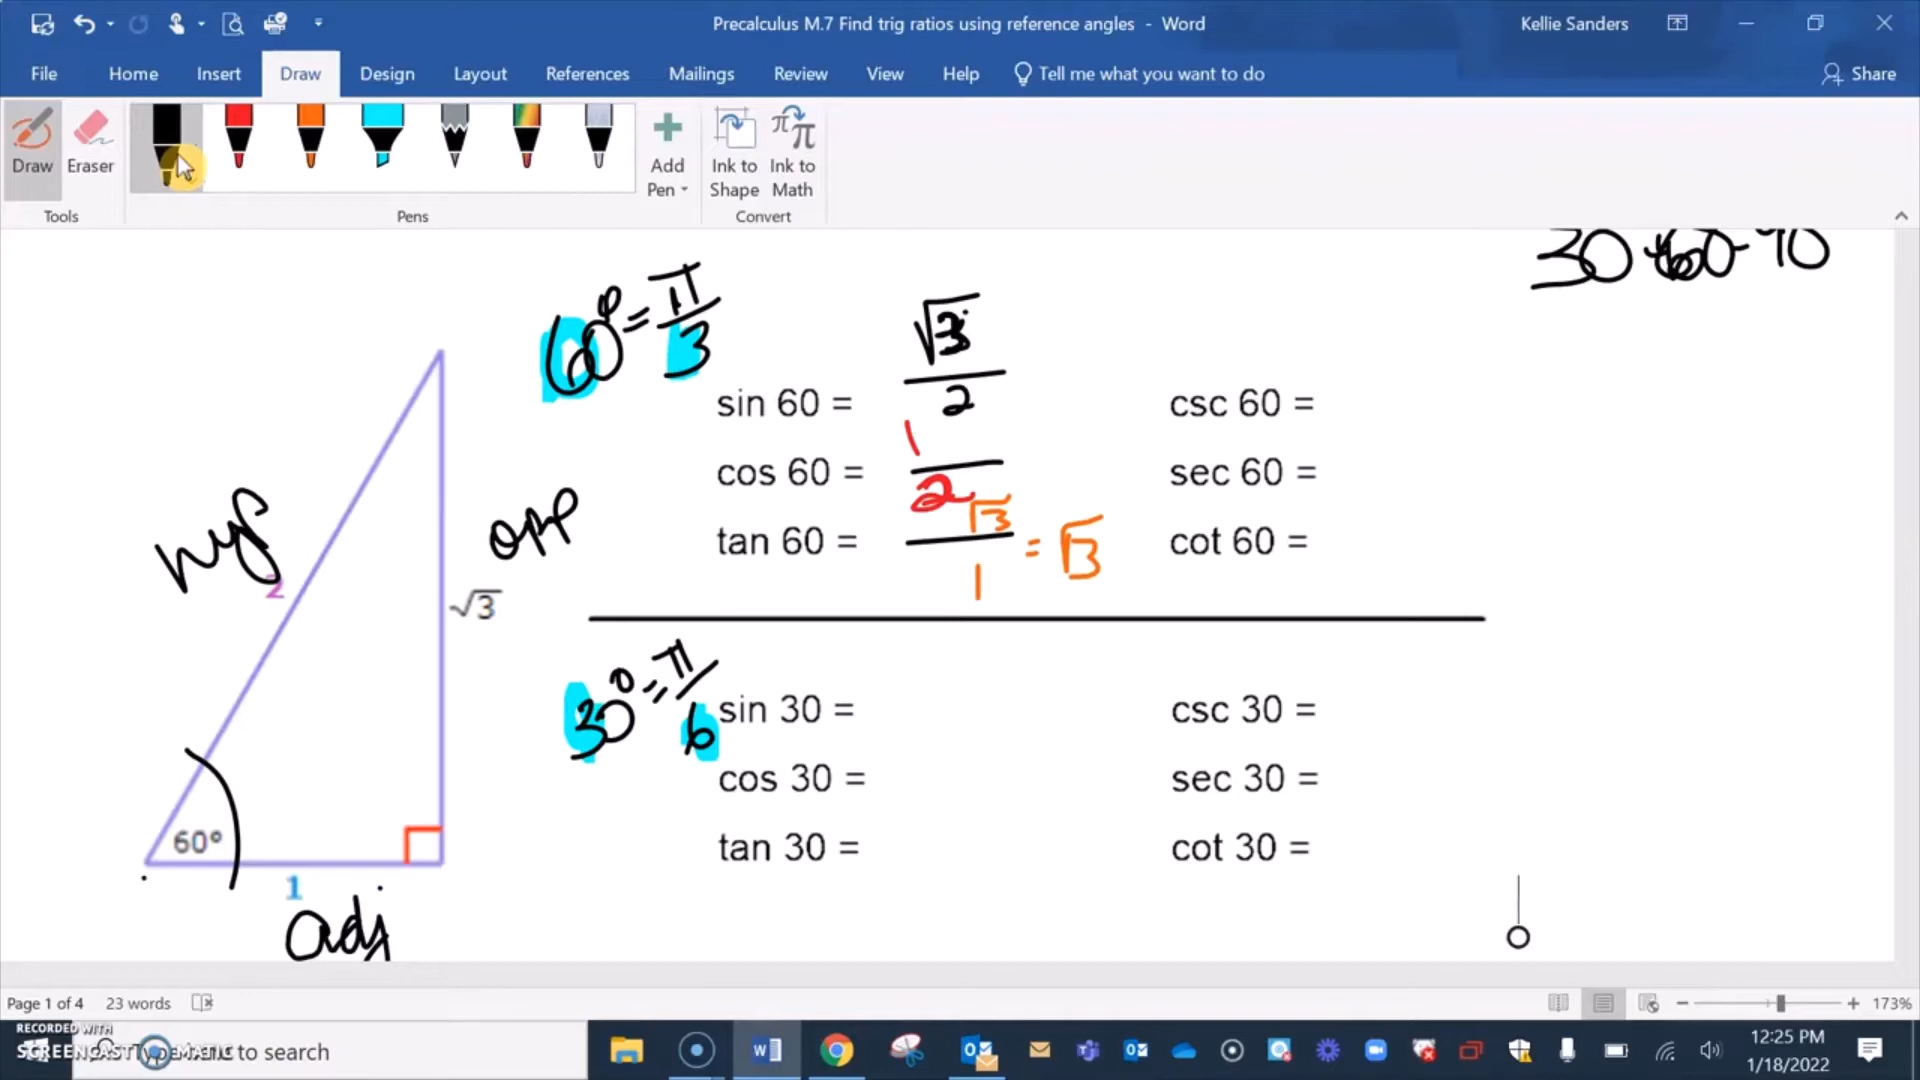 Precalculus M.7 Find trig ratios using reference angles - Word
Kellie Sanders
File Home Insert Draw Design Layout References Mailings Review View Help Tell me what you want to do Share
Draw Eraser Add Pen Ink to Shape Ink to Math
Tools Pens Convert
30-60-90
60° = π/3
sin 60 = √3/2 csc 60 =
cos 60 = 1/2 sec 60 =
tan 60 = √3/1 = √3 cot 60 =
hyp
2
opp
√3
60°
1
adj
30° = π/6
sin 30 = csc 30 =
cos 30 = sec 30 =
tan 30 = cot 30 =
Page 1 of 4 23 words 173%
RECORDED WITH
SCREENCAST MATIC
Type here to search
12:25 PM
1/18/2022